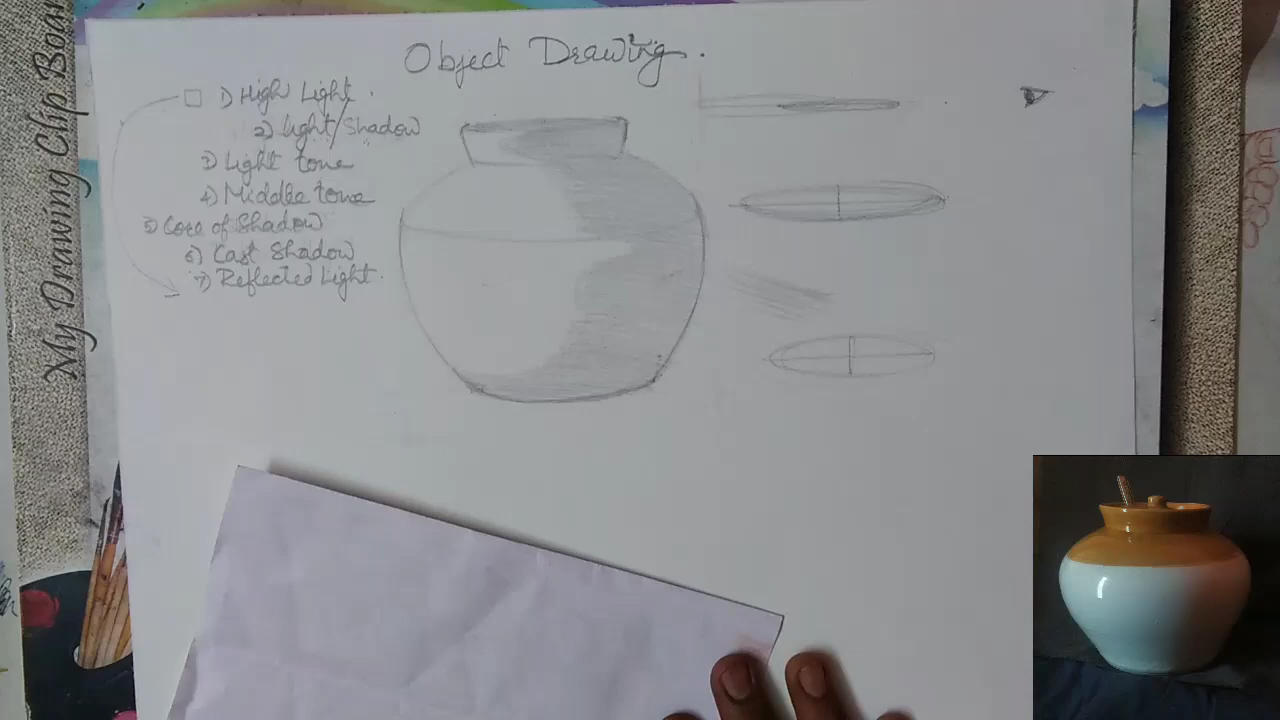 Object Drawing.
1) High Light.
2) Light/Shadow
3) Light tone
4) Middle tone
5) Core of Shadow
6) Cast Shadow
7) Reflected Light.
My Drawing Clip Boar